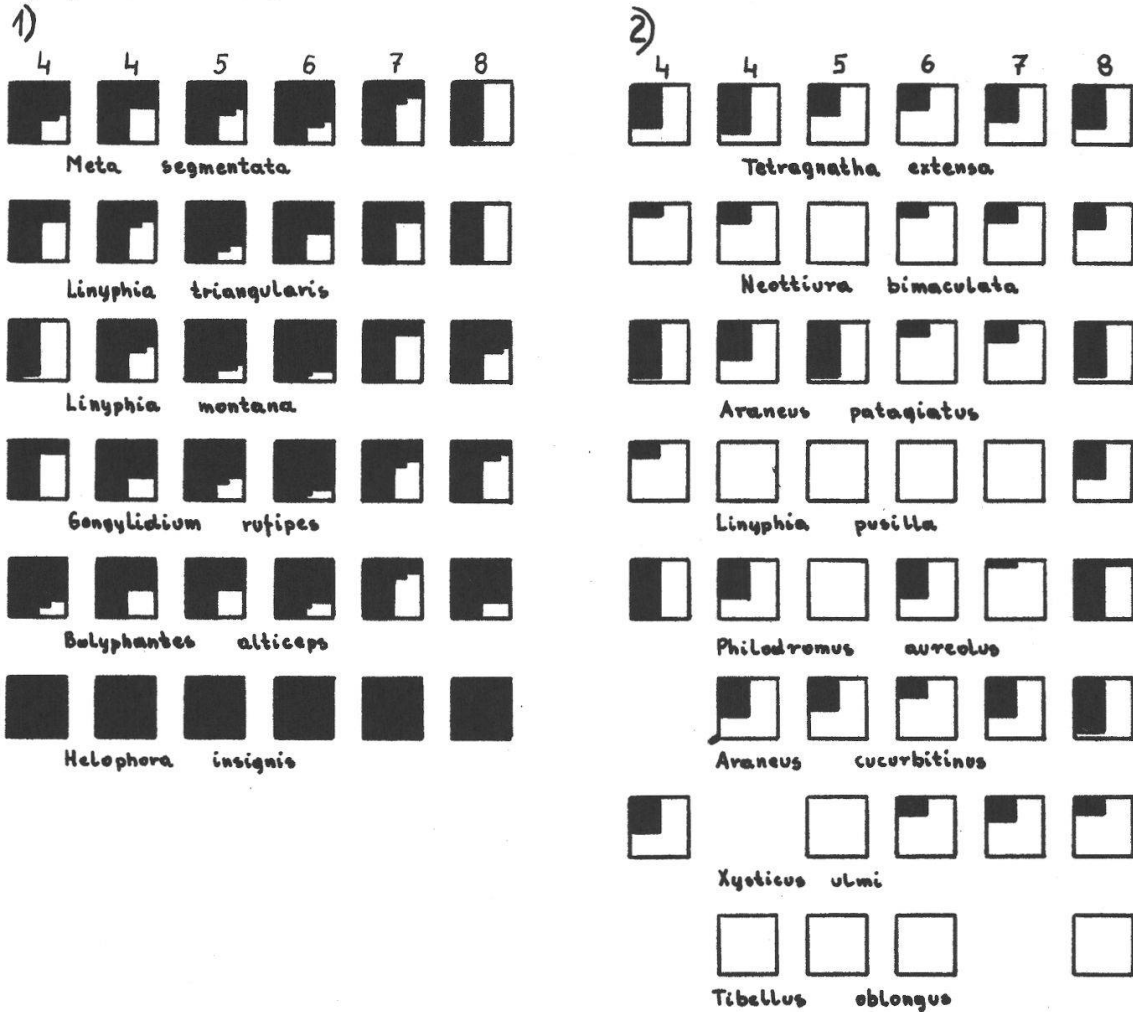 1)
4 4 5 6 7 8
Meta segmentata
Linyphia triangularis
Linyphia montana
Gongylidium rufipes
Bolyphantes alticeps
Helophora insignis
2)
4 4 5 6 7 8
Tetragnatha extensa
Neottiura bimaculata
Araneus patagiatus
Linyphia pusilla
Philodromus aureolus
Araneus cucurbitinus
Xysticus ulmi
Tibellus oblongus